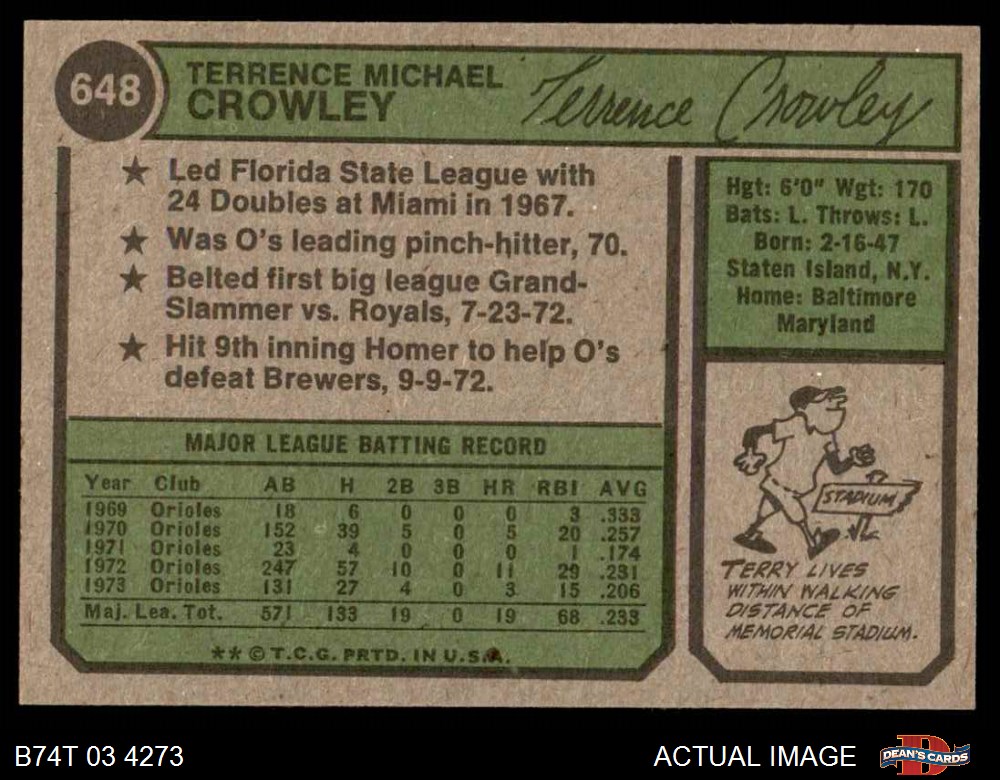 648
TERRENCE MICHAEL
CROWLEY
Terrence Crowley
★ Led Florida State League with
24 Doubles at Miami in 1967.
★ Was O's leading pinch-hitter, 70.
★ Belted first big league Grand-
Slammer vs. Royals, 7-23-72.
★ Hit 9th inning Homer to help O's
defeat Brewers, 9-9-72.
Hgt: 6'0" Wgt: 170
Bats: L. Throws: L.
Born: 2-16-47
Staten Island, N.Y.
Home: Baltimore
Maryland
MAJOR LEAGUE BATTING RECORD
Year Club AB H 2B 3B HR RBI AVG
1969 Orioles 18 6 0 0 0 3 .333
1970 Orioles 152 39 5 0 5 20 .257
1971 Orioles 23 4 0 0 0 1 .174
1972 Orioles 247 57 10 0 11 29 .231
1973 Orioles 131 27 4 0 3 15 .206
Maj. Lea. Tot. 571 133 19 0 19 68 .233
** © T.C.G. PRTD. IN U.S.A.
STADIUM
TERRY LIVES
WITHIN WALKING
DISTANCE OF
MEMORIAL STADIUM.
B74T 03 4273
ACTUAL IMAGE
DEAN'S CARDS